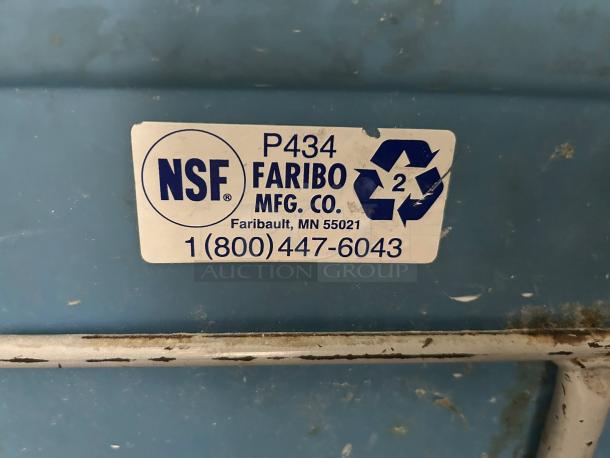 P434
NSF®
FARIBO
MFG. CO.
2
Faribault, MN 55021
1(800)447-6043
AUCTION GROUP